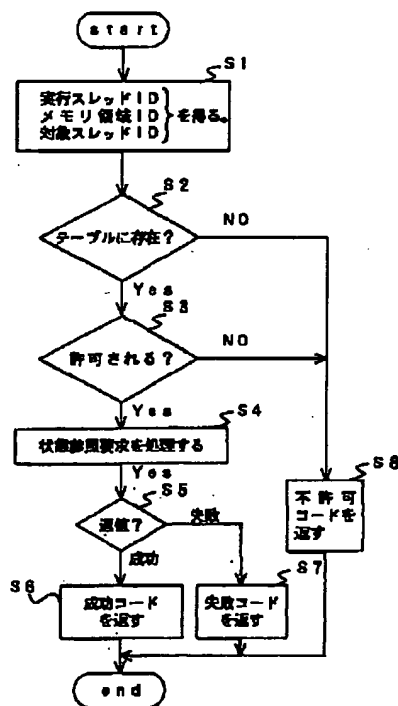 start
S1
実行スレッドID
メモリ領域ID
対象スレッドID
を得る。
S2
テーブルに存在?
NO
Yes
S3
許可される?
NO
Yes
S4
状態参照要求を処理する
Yes
S5
返値?
失敗
成功
S8
不許可
コードを
返す
S6
成功コード
を返す
S7
失敗コード
を返す
end